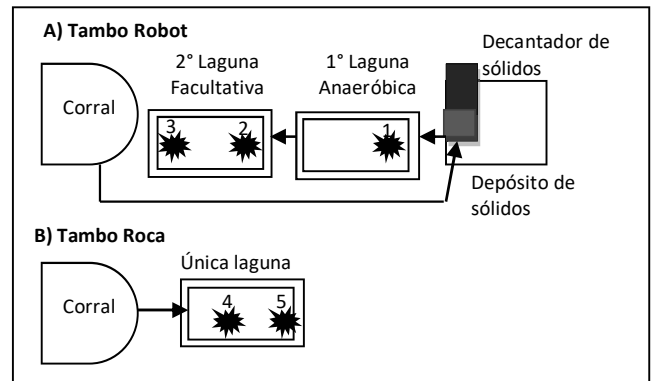 A) Tambo Robot
Decantador de
sólidos
2° Laguna
Facultativa
1° Laguna
Anaeróbica
Corral
3
2
1
Depósito de
sólidos
B) Tambo Roca
Única laguna
Corral
4
5